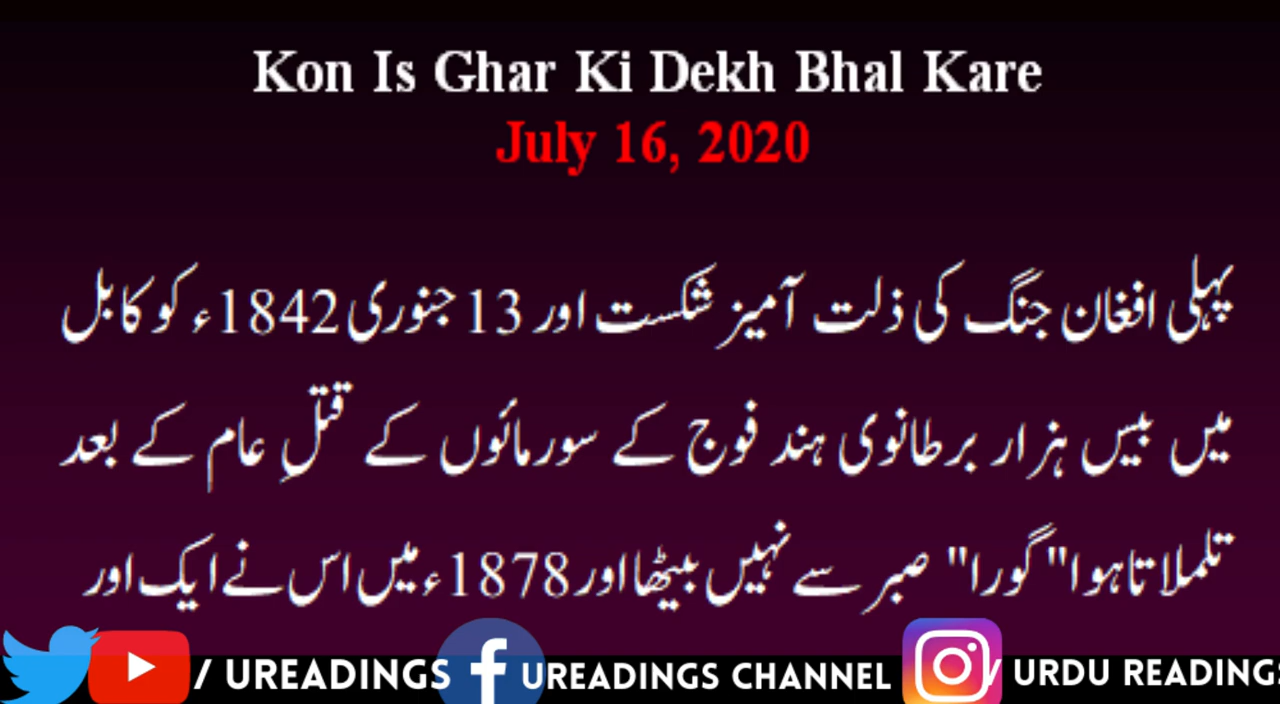 Kon Is Ghar Ki Dekh Bhal Kare
July 16, 2020
پہلی افغان جنگ کی ذلت آمیز شکست اور 13 جنوری 1842ء کو کابل
میں بیس ہزار برطانوی ہند فوج کے سورمائوں کے قتلِ عام کے بعد
تلملاتا ہوا "گورا" صبر سے نہیں بیٹھا اور 1878ء میں اس نے ایک اور
/ UREADINGS UREADINGS CHANNEL / URDU READINGS